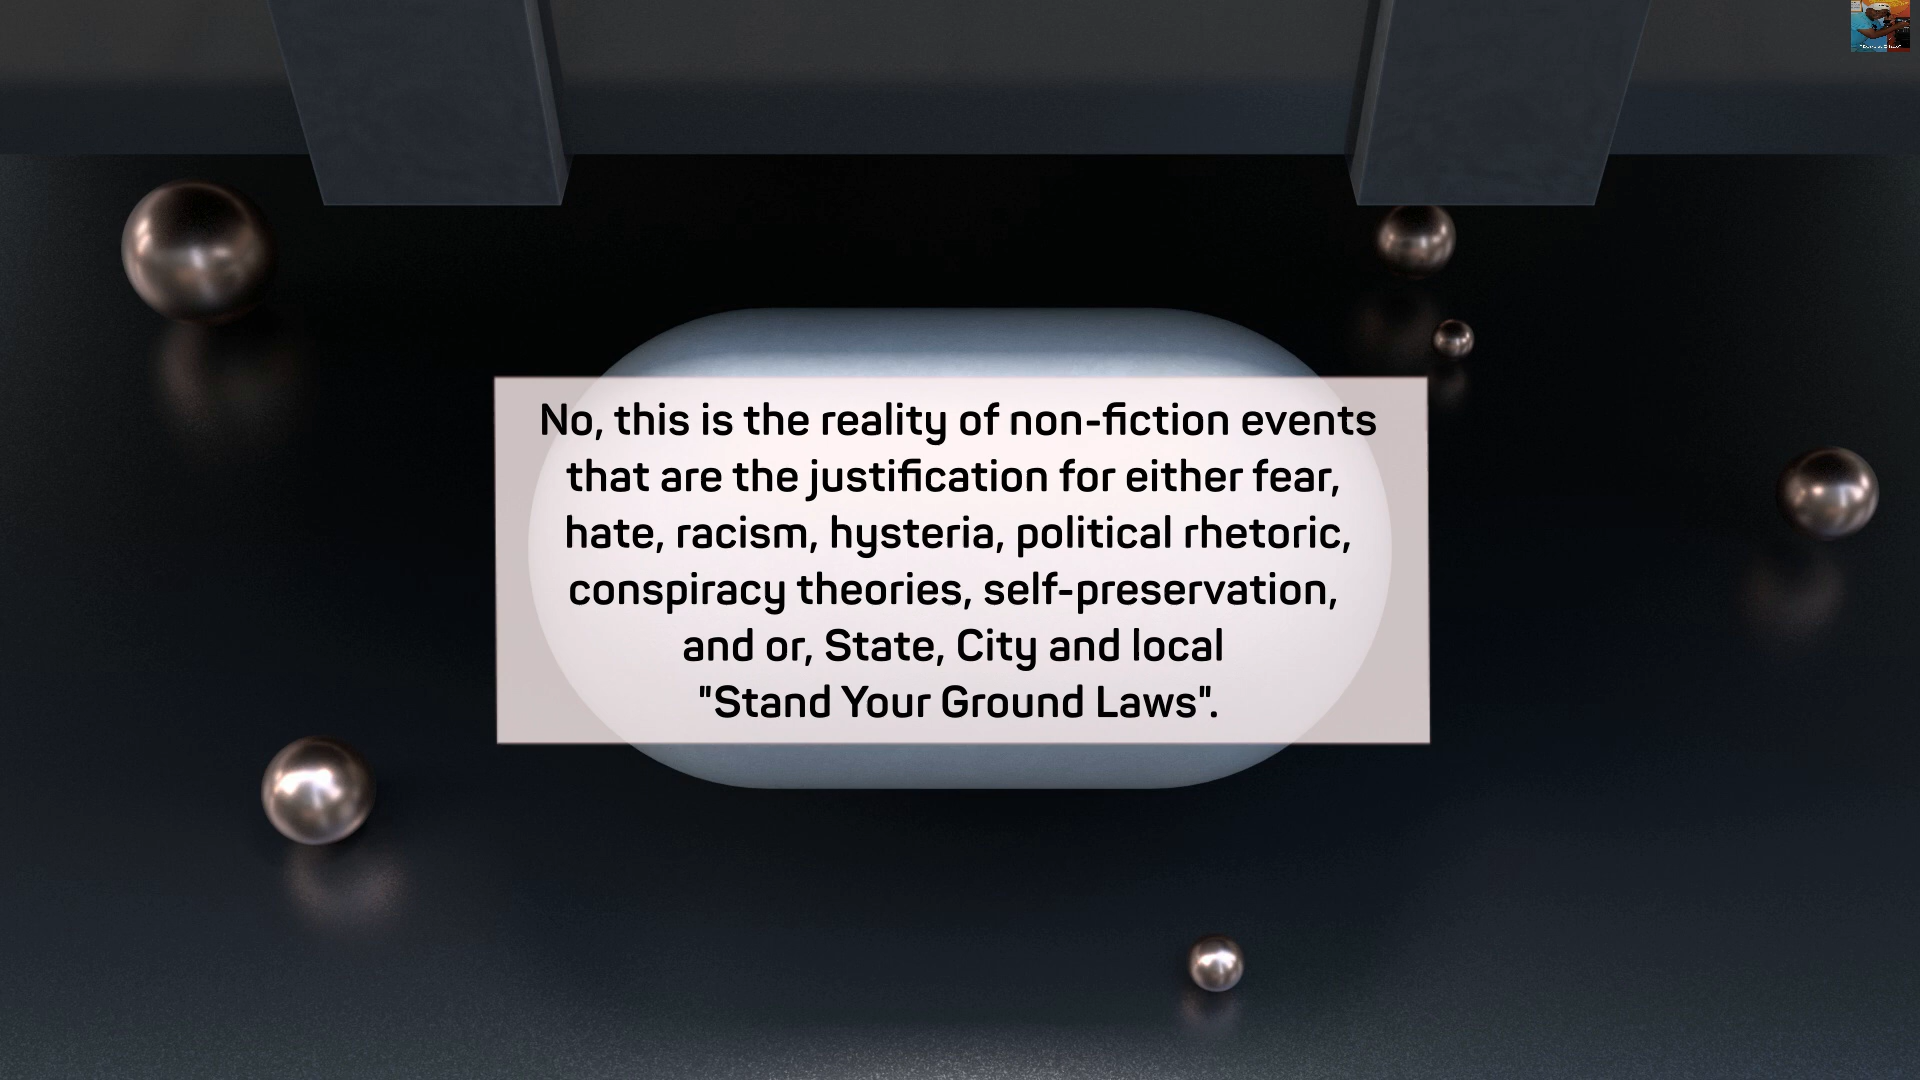 No, this is the reality of non-fiction events
that are the justification for either fear,
hate, racism, hysteria, political rhetoric,
conspiracy theories, self-preservation,
and or, State, City and local
"Stand Your Ground Laws".